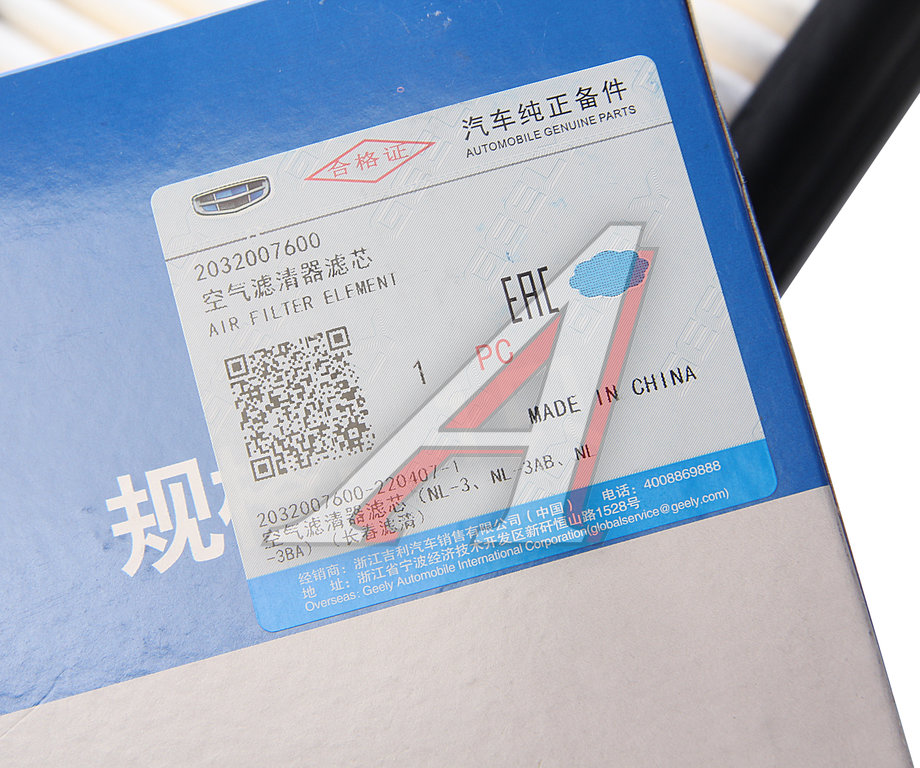 汽车纯正备件
AUTOMOBILE GENUINE PARTS
合格证
2032007600
空气滤清器滤芯
AIR FILTER ELEMENT
EAC
1
PC
MADE IN CHINA
2032007600-220407-1
空气滤清器滤芯（NL-3、NL-3AB、NL
-3BA）（长春滤清）
规
经销商：浙江吉利汽车销售有限公司（中国） 电话：4008869888
地 址：浙江省宁波经济技术开发区新矸恒山路1528号
Overseas: Geely Automobile International Corporation(globalservice@geely.com)